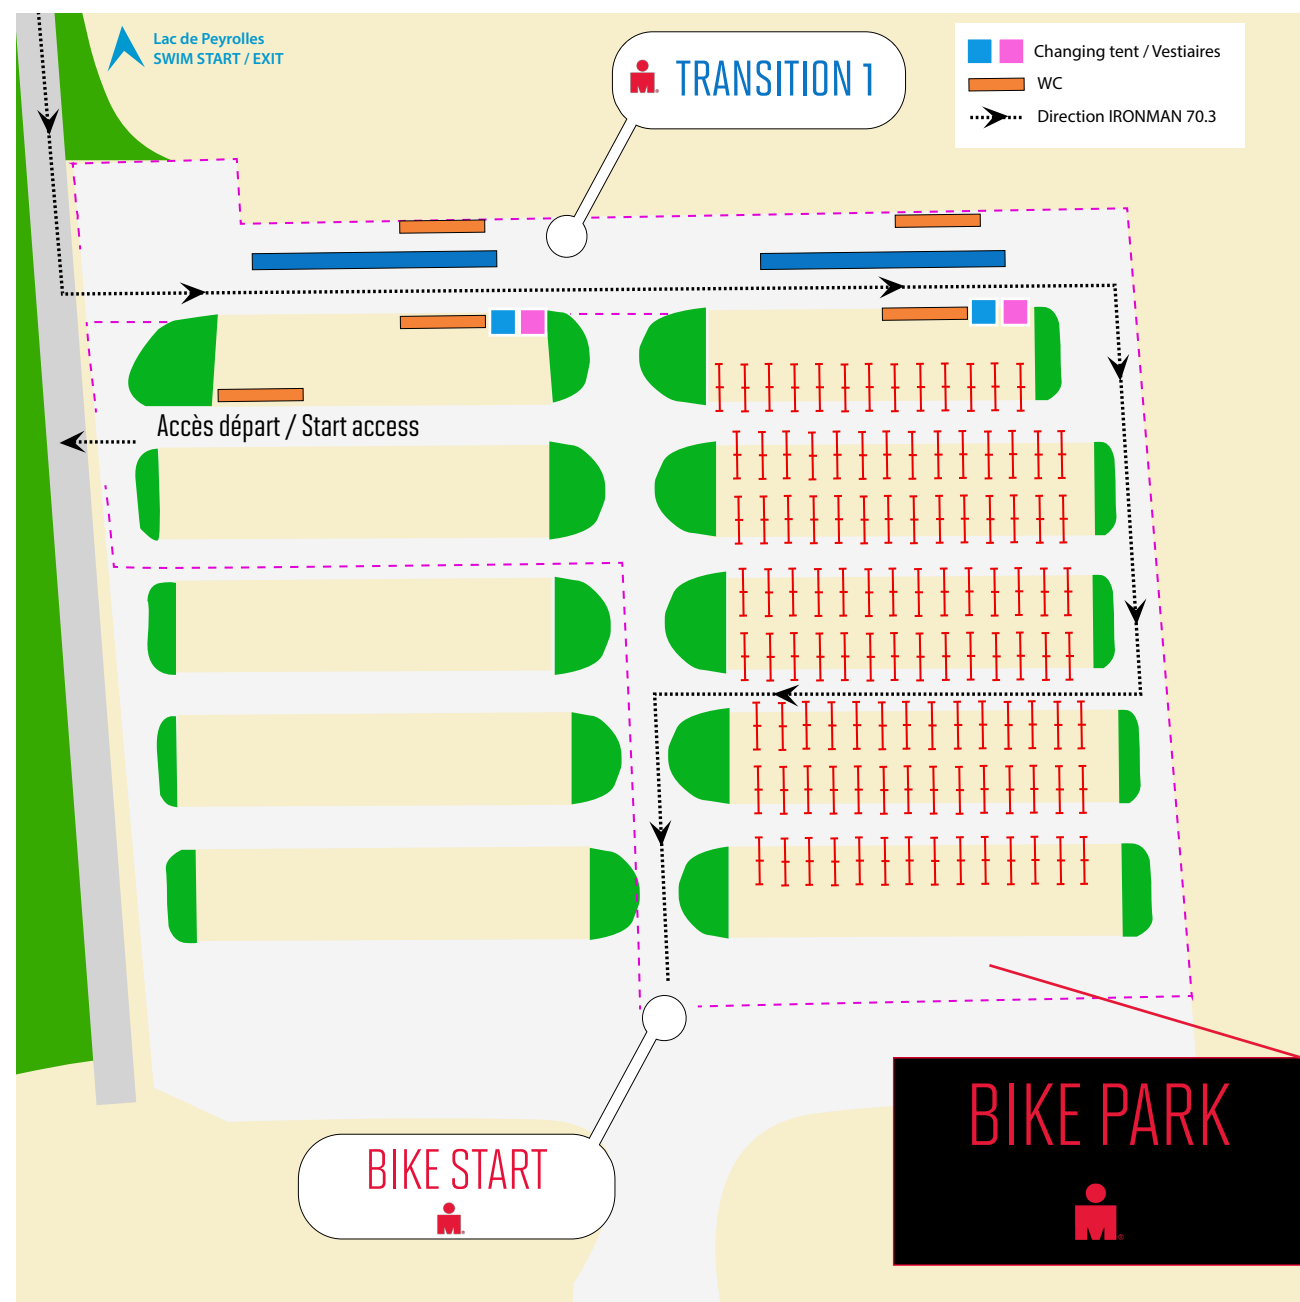 Lac de Peyrolles
SWIM START / EXIT
TRANSITION 1
Changing tent / Vestiaires
WC
Direction IRONMAN 70.3
Accès départ / Start access
BIKE START
BIKE PARK